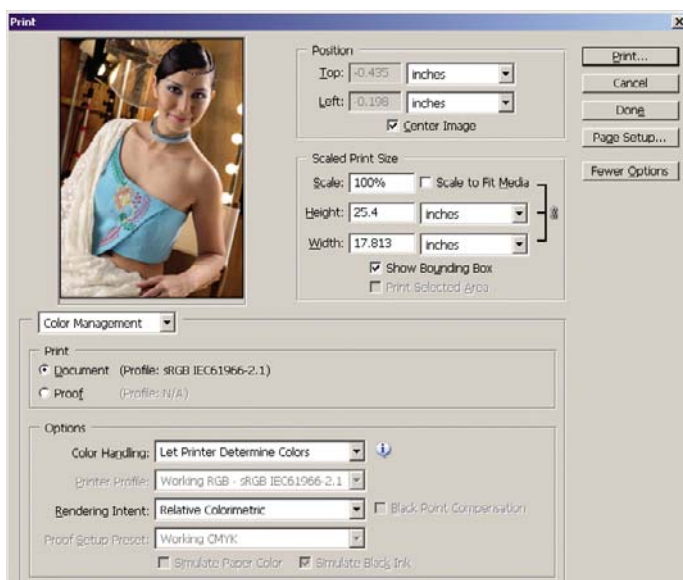 Print
Position
Top: -0.435 inches
Left: -0.198 inches
Center Image
Scaled Print Size
Scale: 100% Scale to Fit Media
Height: 25.4 inches
Width: 17.813 inches
Show Bounding Box
Print Selected Area
Print...
Cancel
Done
Page Setup...
Fewer Options
Color Management
Print
Document (Profile: sRGB IEC61966-2.1)
Proof (Profile: N/A)
Options
Color Handling: Let Printer Determine Colors
Printer Profile: Working RGB - sRGB IEC61966-2.1
Rendering Intent: Relative Colorimetric Black Point Compensation
Proof Setup Preset: Working CMYK
Simulate Paper Color Simulate Black Ink